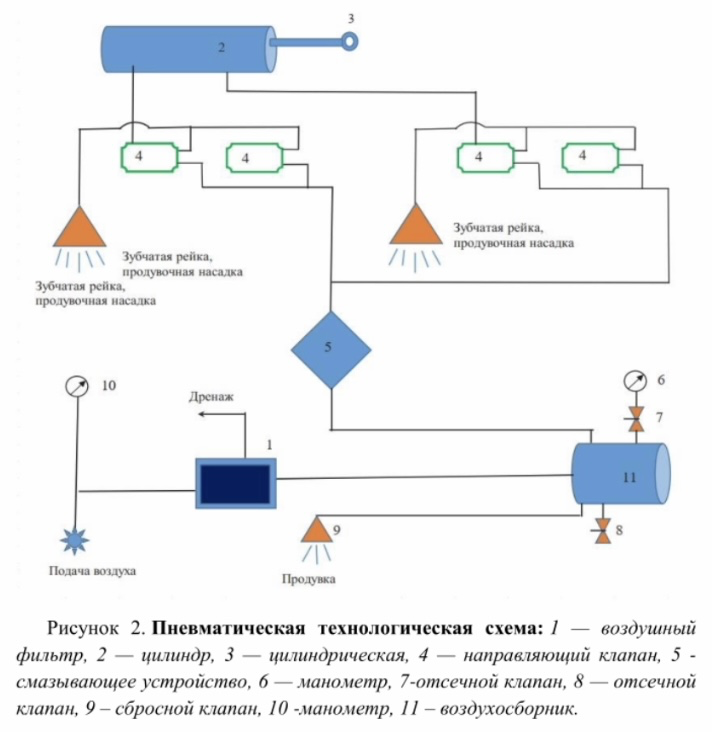 3
2
4
4
4
4
Зубчатая рейка,
продувочная насадка
Зубчатая рейка,
продувочная насадка
Зубчатая рейка,
продувочная насадка
5
10
6
Дренаж
7
1
11
9
8
Подача воздуха
Продувка
Рисунок 2. Пневматическая технологическая схема: 1 — воздушный
фильтр, 2 — цилиндр, 3 — цилиндрическая, 4 — направляющий клапан, 5 -
смазывающее устройство, 6 — манометр, 7-отсечной клапан, 8 — отсечной
клапан, 9 – сбросной клапан, 10 -манометр, 11 – воздухосборник.